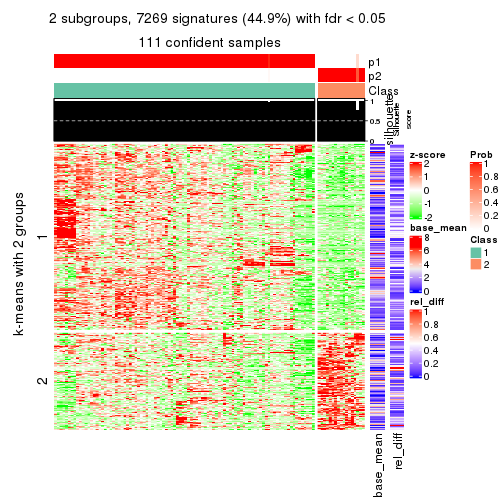 2 subgroups, 7269 signatures (44.9%) with fdr < 0.05
111 confident samples
p1
p2
Class
1
0.5
0
silhouette
Silhouette
score
k-means with 2 groups
1
2
base_mean
rel_diff
z-score
2
1
0
-1
-2
base_mean
8
6
4
2
0
rel_diff
1
0.8
0.6
0.4
0.2
0
Prob
1
0.8
0.6
0.4
0.2
0
Class
1
2